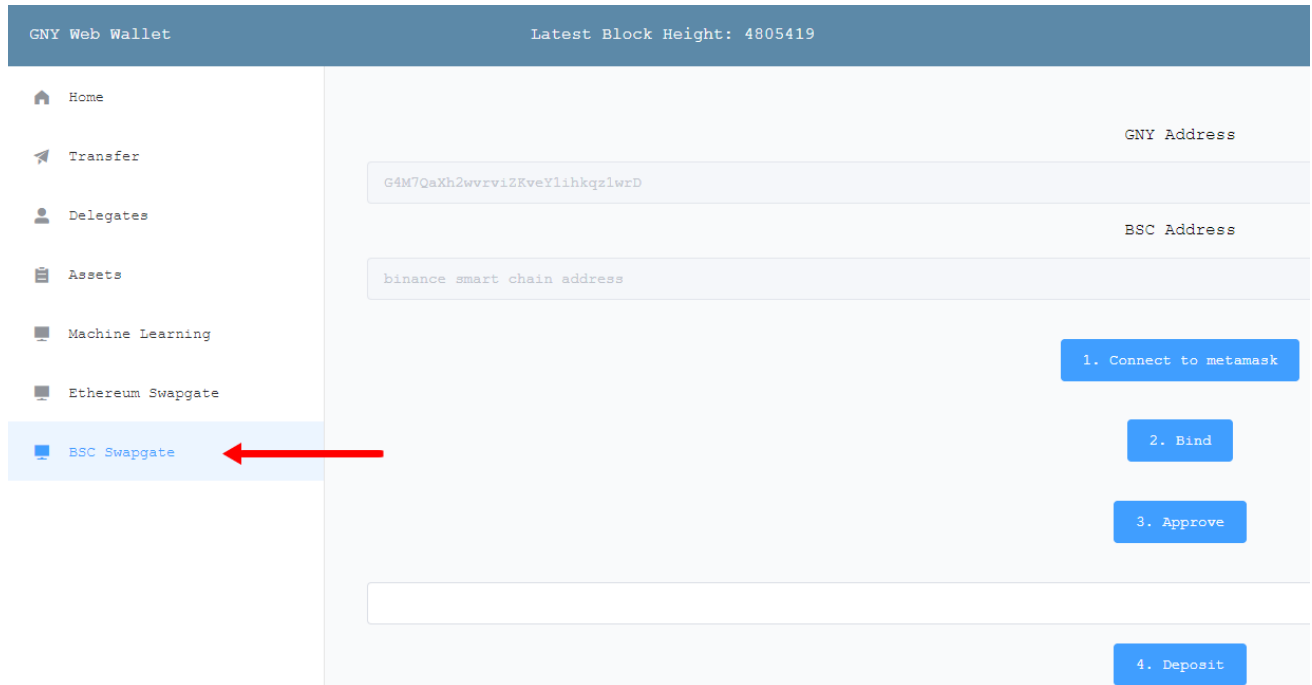 GNY Web Wallet
Latest Block Height: 4805419
Home
Transfer
Delegates
Assets
Machine Learning
Ethereum Swapgate
BSC Swapgate
GNY Address
G4M7QaXh2wvrviZKveY1ihkqz1wrD
BSC Address
binance smart chain address
1. Connect to metamask
2. Bind
3. Approve
4. Deposit